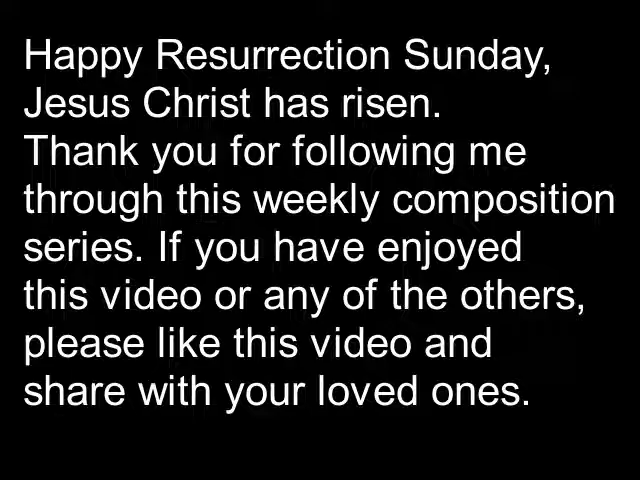 Happy Resurrection Sunday,
Jesus Christ has risen.
Thank you for following me
through this weekly composition
series. If you have enjoyed
this video or any of the others,
please like this video and
share with your loved ones.